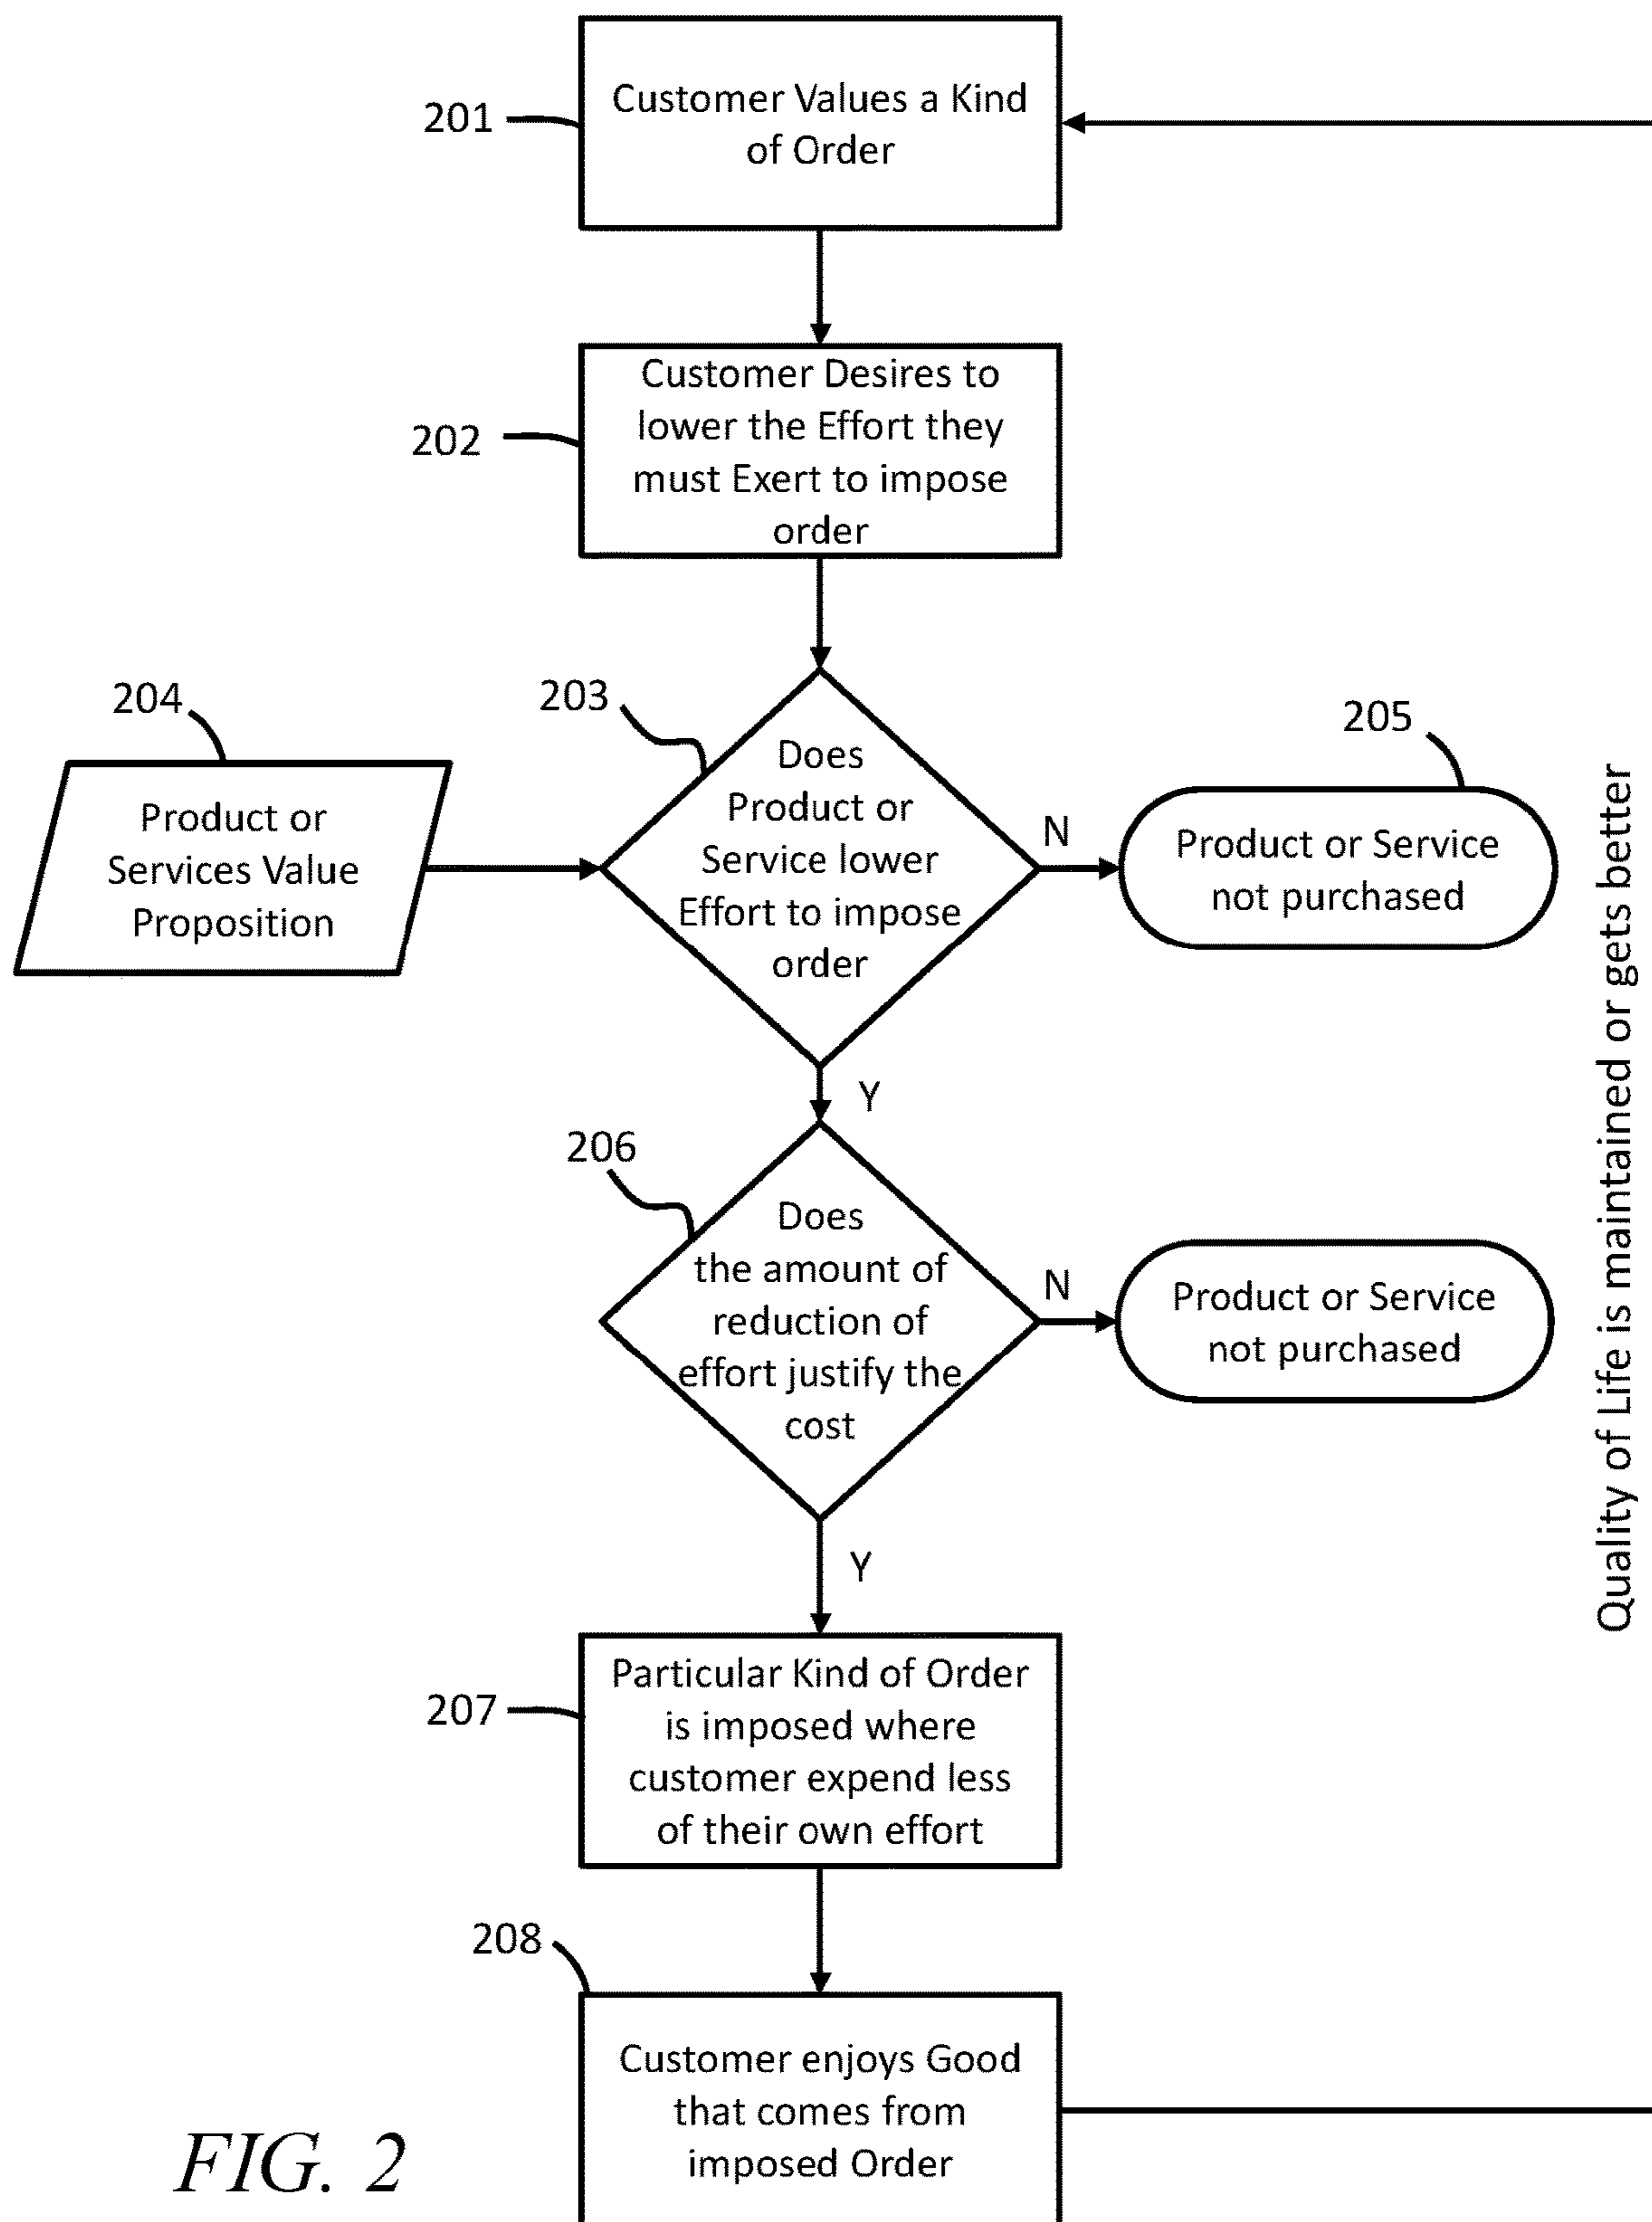 201
Customer Values a Kind
of Order
202
Customer Desires to
lower the Effort they
must Exert to impose
order
204
Product or
Services Value
Proposition
203
Does
Product or
Service lower
Effort to impose
order
N
205
Product or Service
not purchased
Y
206
Does
the amount of
reduction of
effort justify the
cost
N
Product or Service
not purchased
Quality of Life is maintained or gets better
Y
207
Particular Kind of Order
is imposed where
customer expend less
of their own effort
208
Customer enjoys Good
that comes from
imposed Order
FIG. 2